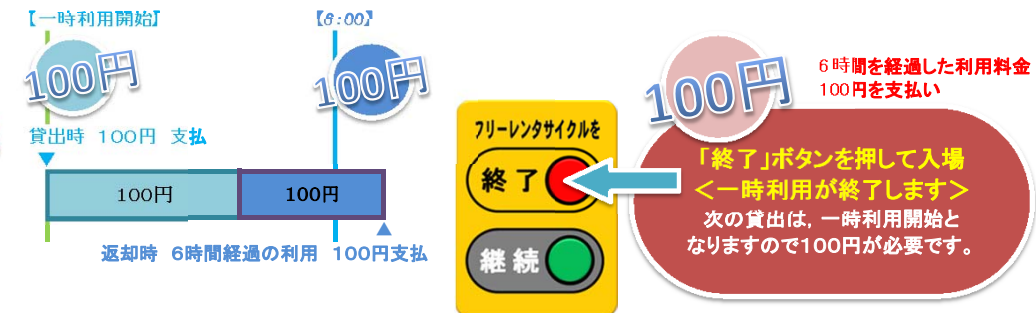 【一時利用開始】
【8:00】
100円
100円
貸出時 100円 支払
100円
100円
返却時 6時間経過の利用 100円支払
フリーレンタサイクルを
終了
継続
100円
6時間を経過した利用料金
100円を支払い
「終了」ボタンを押して入場
＜一時利用が終了します＞
次の貸出は，一時利用開始と
なりますので100円が必要です。